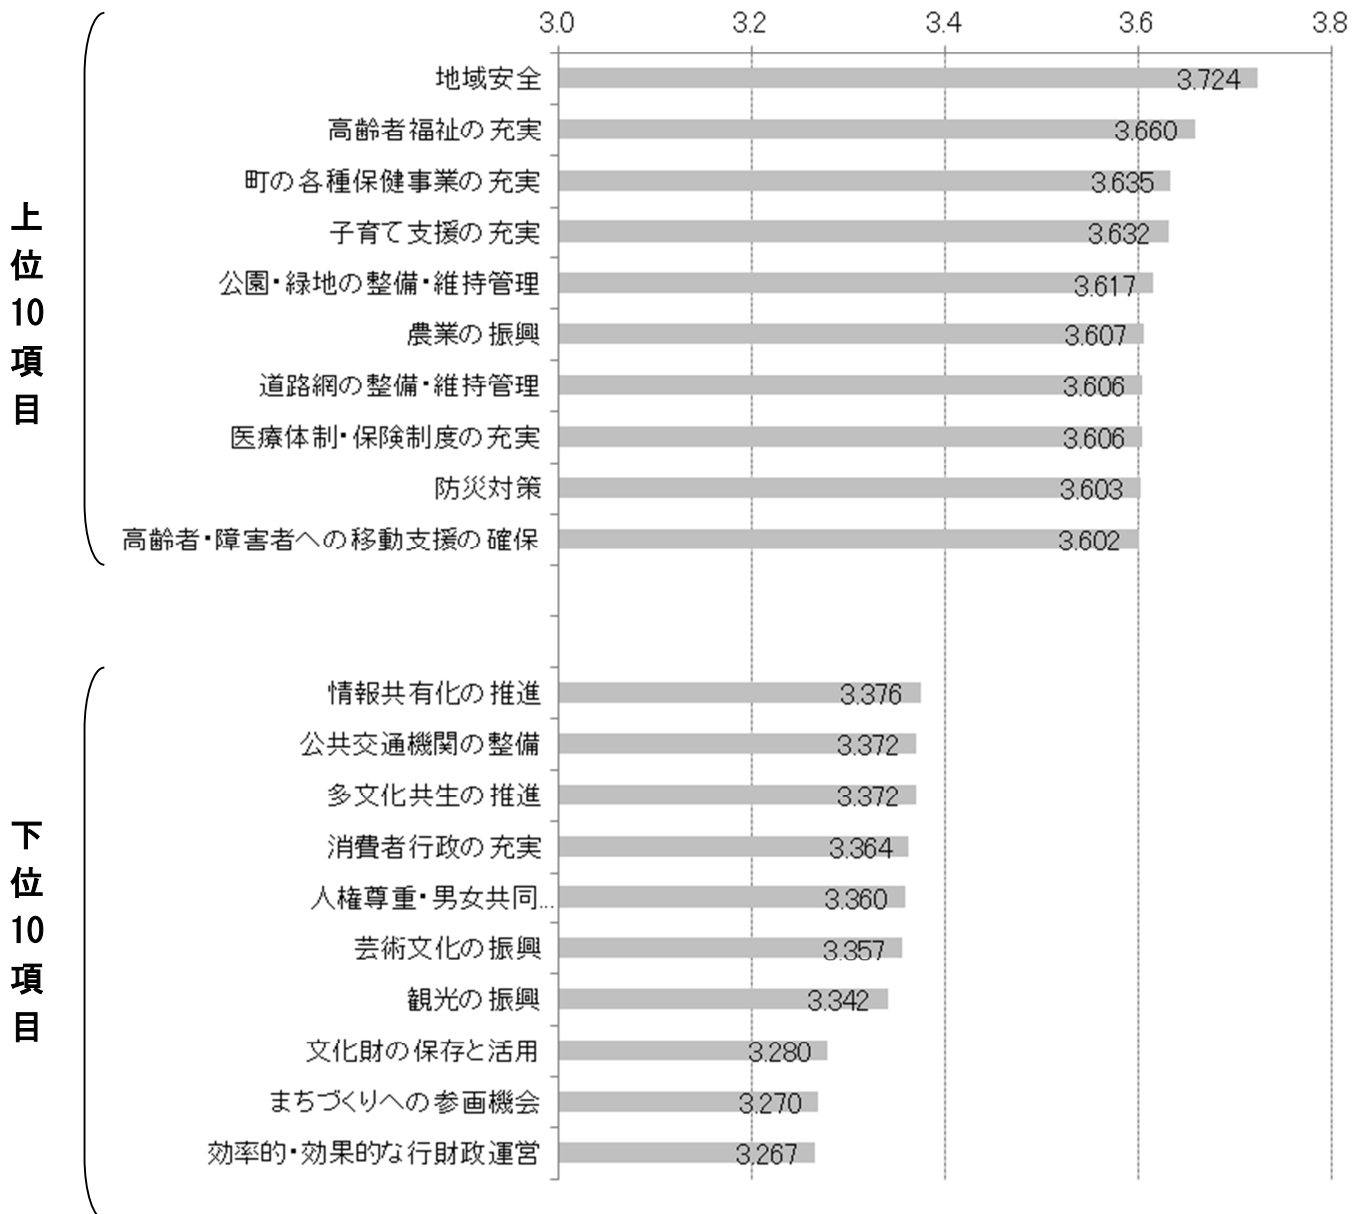 3.0 3.2 3.4 3.6 3.8
上位10項目
地域安全 3.724
高齢者福祉の充実 3.660
町の各種保健事業の充実 3.635
子育て支援の充実 3.632
公園・緑地の整備・維持管理 3.617
農業の振興 3.607
道路網の整備・維持管理 3.606
医療体制・保険制度の充実 3.606
防災対策 3.603
高齢者・障害者への移動支援の確保 3.602
下位10項目
情報共有化の推進 3.376
公共交通機関の整備 3.372
多文化共生の推進 3.372
消費者行政の充実 3.364
人権尊重・男女共同... 3.360
芸術文化の振興 3.357
観光の振興 3.342
文化財の保存と活用 3.280
まちづくりへの参画機会 3.270
効率的・効果的な行財政運営 3.267